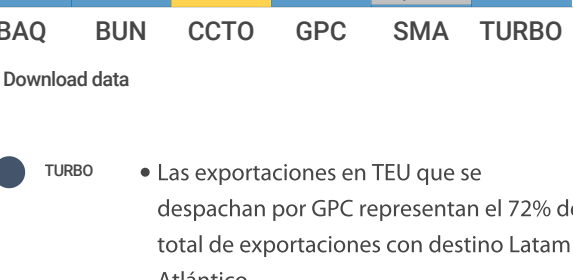 BAQ BUN CCTO GPC SMA TURBO
Download data
TURBO
• Las exportaciones en TEU que se
despachan por GPC representan el 72%
total de exportaciones con destino Latam
Atlántico